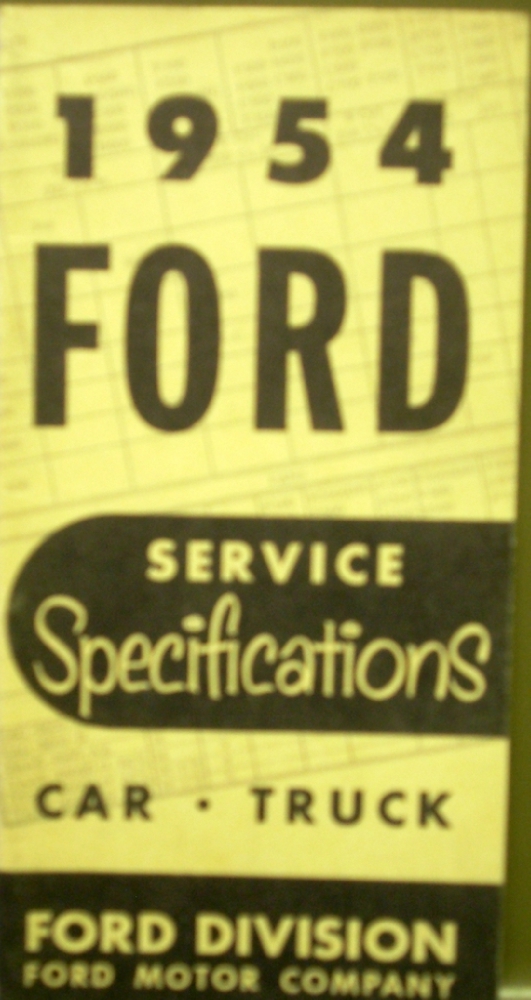 1954
FORD
SERVICE
Specifications
CAR · TRUCK
FORD DIVISION
FORD MOTOR COMPANY